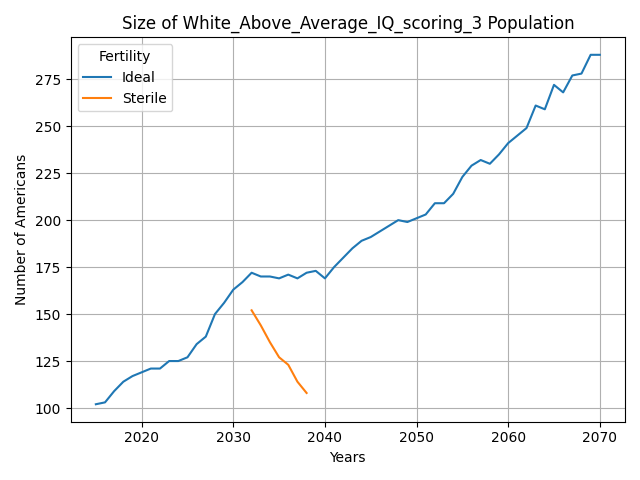 Size of White_Above_Average_IQ_scoring_3 Population
Fertility
Ideal
Sterile
Number of Americans
275
250
225
200
175
150
125
100
2020 2030 2040 2050 2060 2070
Years